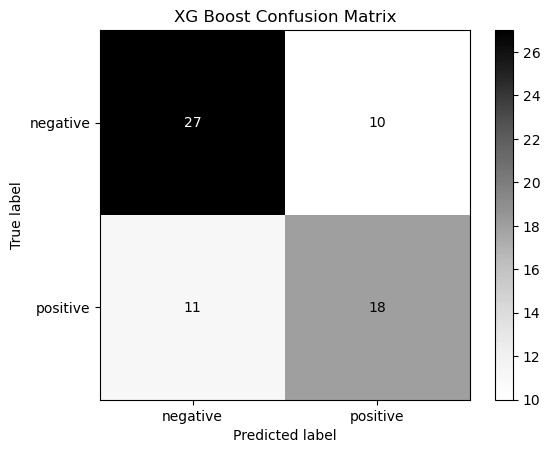 XG Boost Confusion Matrix
True label
negative
27
10
positive
11
18
negative
positive
Predicted label
26
24
22
20
18
16
14
12
10